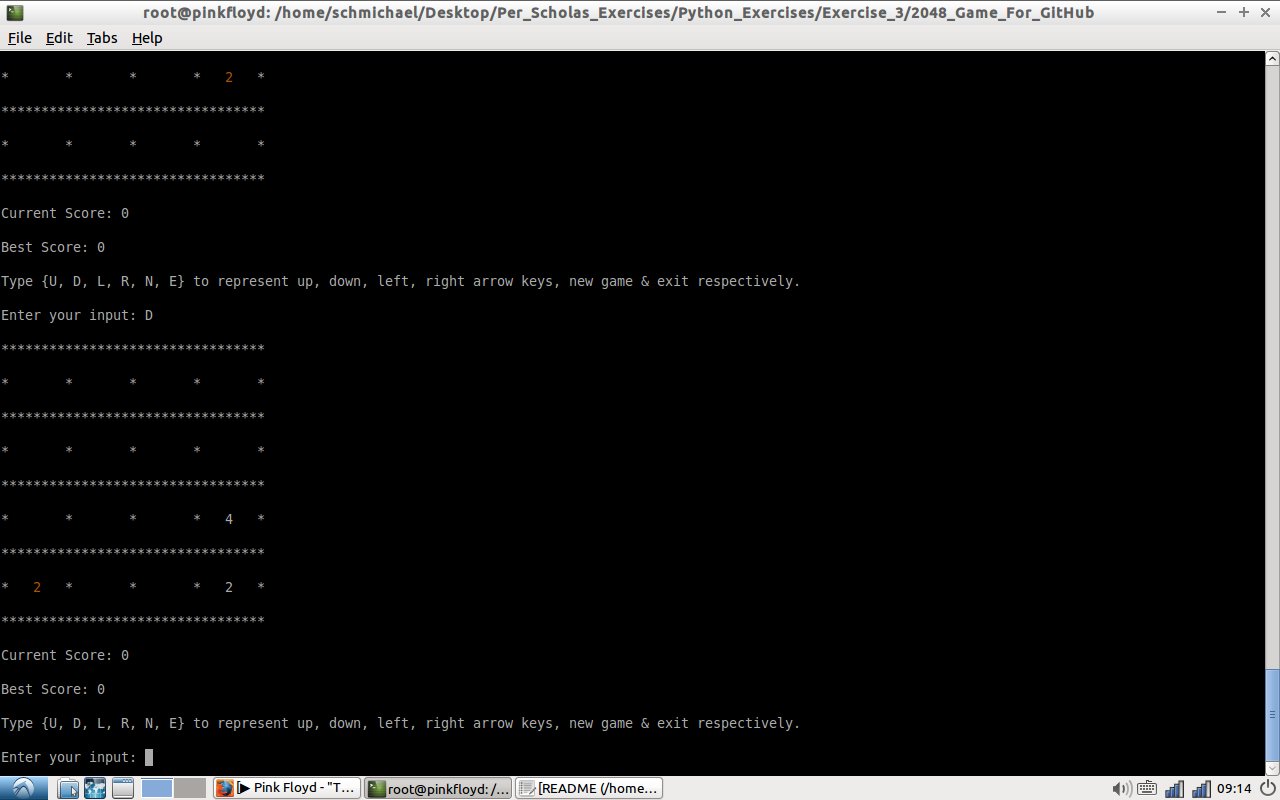 root@pinkfloyd: /home/schmichael/Desktop/Per_Scholas_Exercises/Python_Exercises/Exercise_3/2048_Game_For_GitHub
File Edit Tabs Help
*       *       *       *   2   *
*********************************
*       *       *       *       *
*********************************
Current Score: 0
Best Score: 0
Type {U, D, L, R, N, E} to represent up, down, left, right arrow keys, new game & exit respectively.
Enter your input: D
*********************************
*       *       *       *       *
*********************************
*       *       *       *       *
*********************************
*       *       *       *   4   *
*********************************
*   2   *       *       *   2   *
*********************************
Current Score: 0
Best Score: 0
Type {U, D, L, R, N, E} to represent up, down, left, right arrow keys, new game & exit respectively.
Enter your input:
[▶ Pink Floyd - "T... root@pinkfloyd: /... [README (/home... 09:14